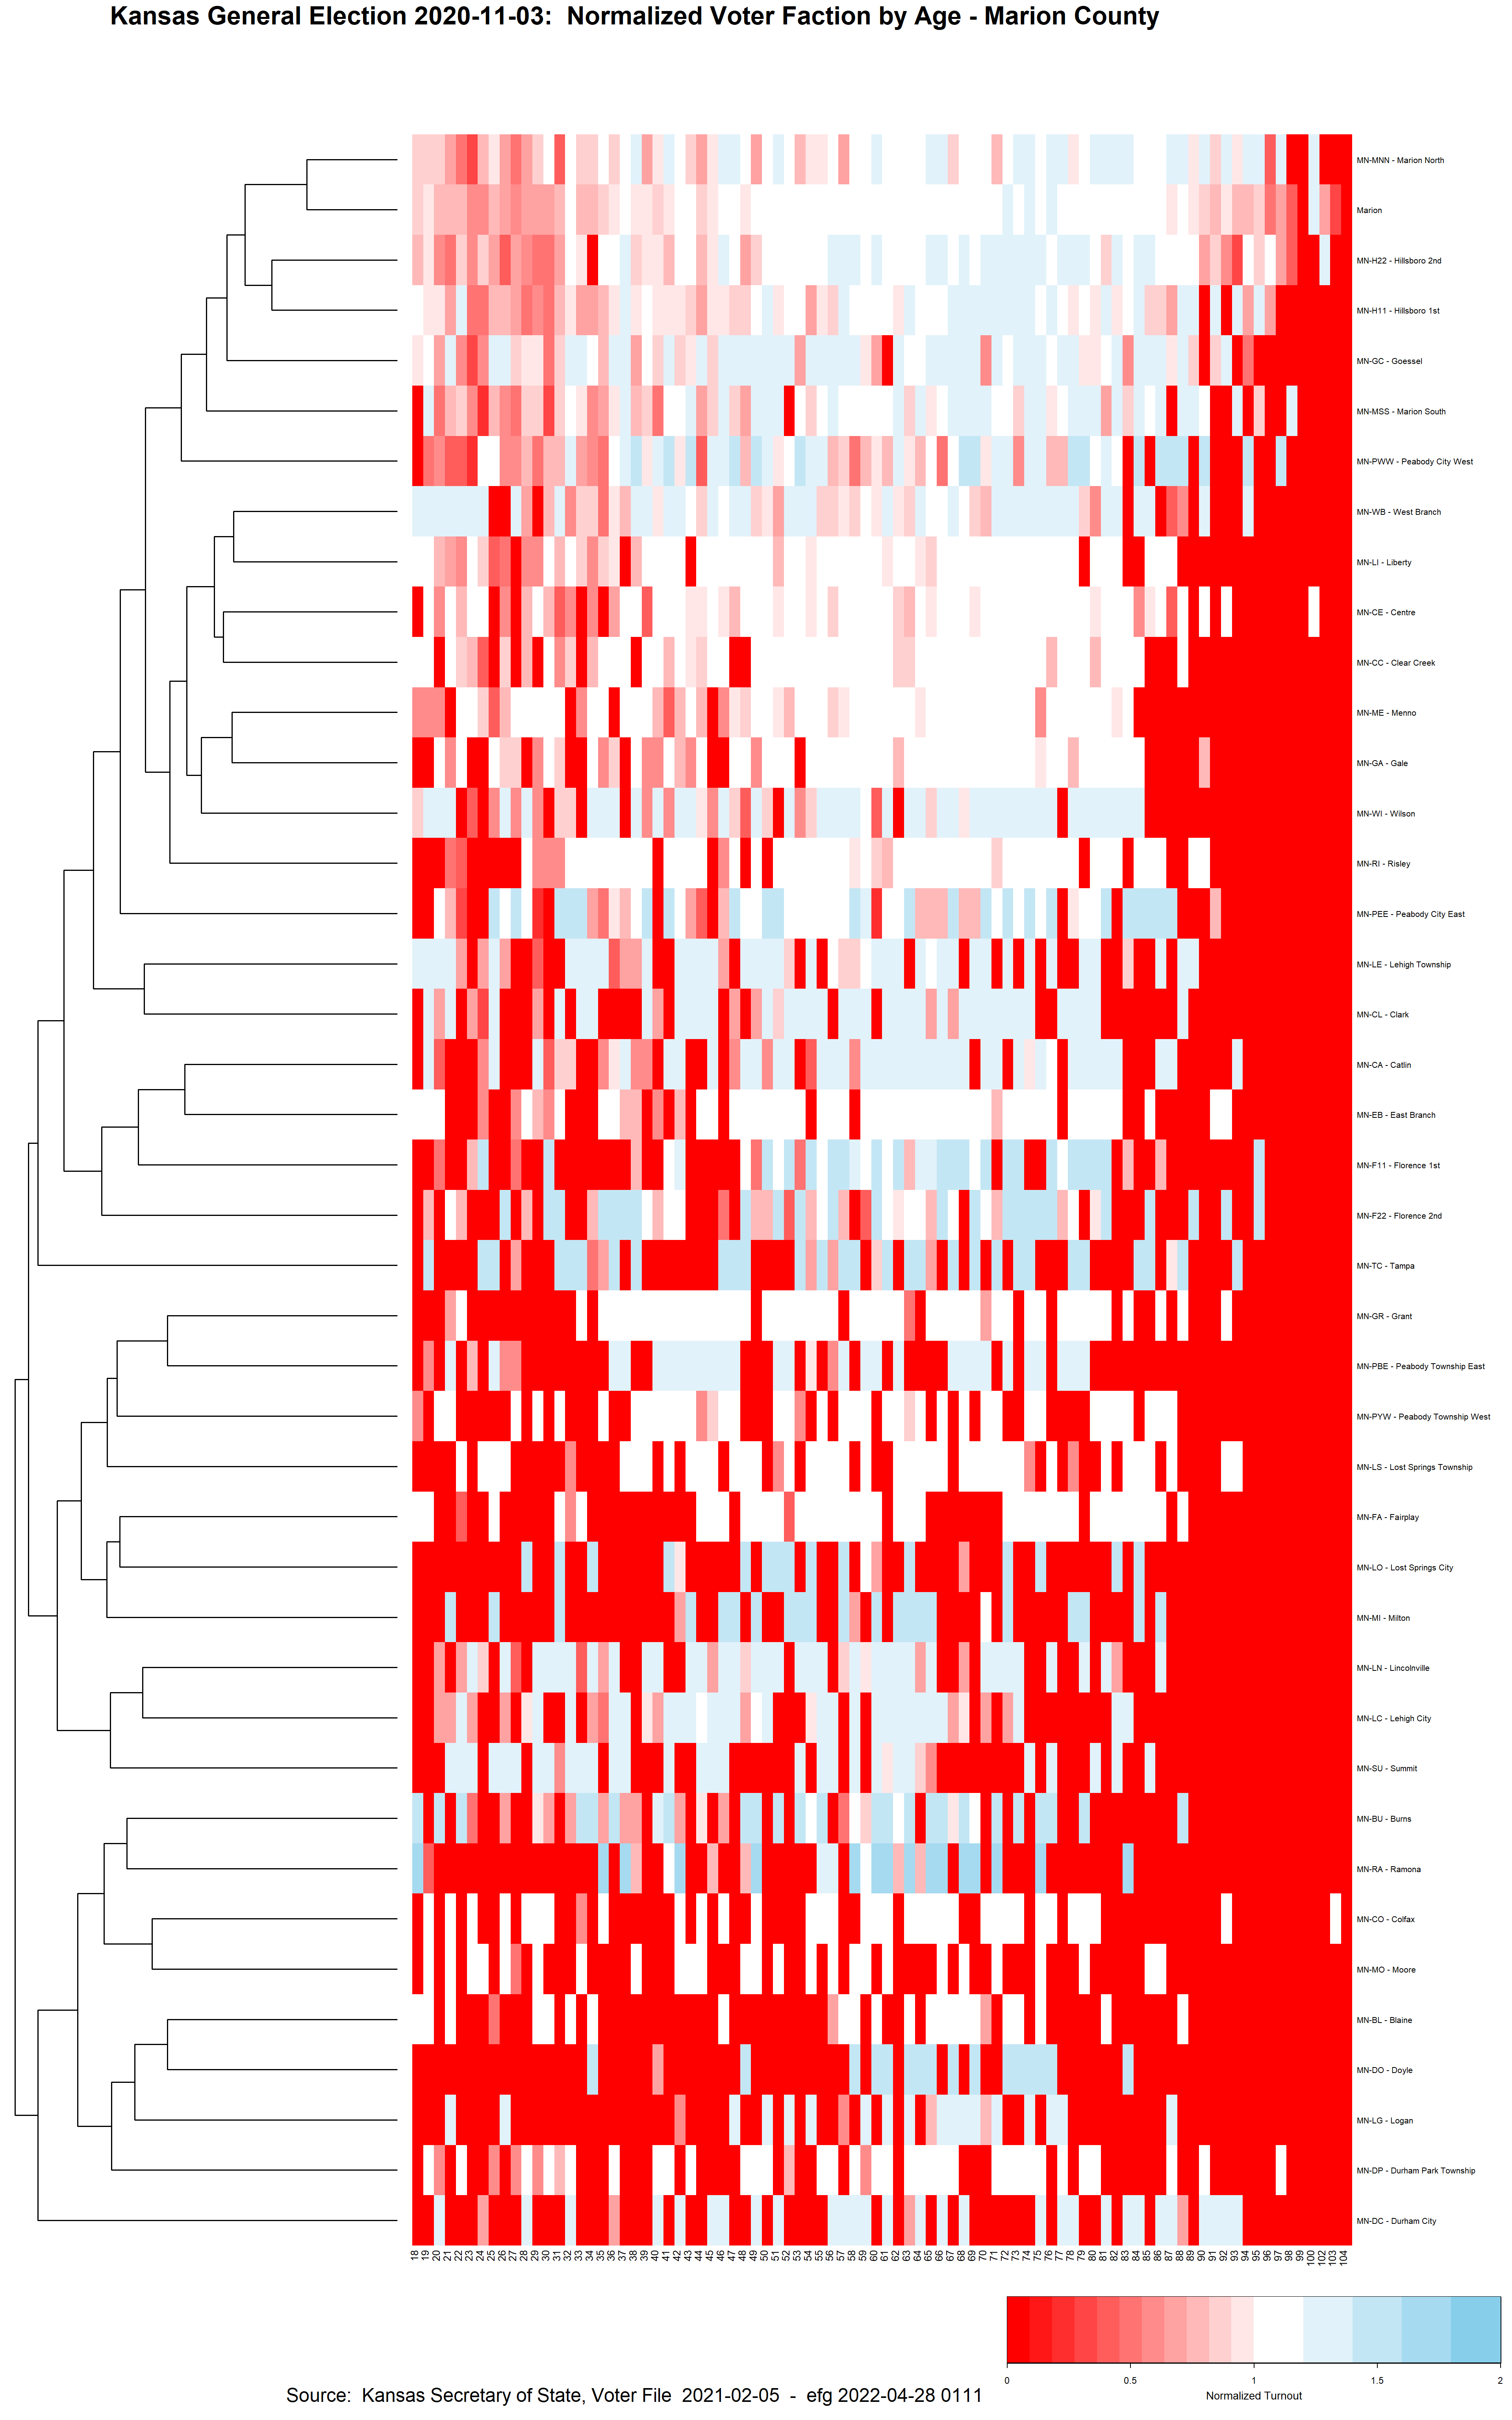 Kansas General Election 2020-11-03:  Normalized Voter Faction by Age - Marion County
MN-MNN - Marion North
Marion
MN-H22 - Hillsboro 2nd
MN-H11 - Hillsboro 1st
MN-GC - Goessel
MN-MSS - Marion South
MN-PWW - Peabody City West
MN-WB - West Branch
MN-LI - Liberty
MN-CE - Centre
MN-CC - Clear Creek
MN-ME - Menno
MN-GA - Gale
MN-WI - Wilson
MN-RI - Risley
MN-PEE - Peabody City East
MN-LE - Lehigh Township
MN-CL - Clark
MN-CA - Catlin
MN-EB - East Branch
MN-F11 - Florence 1st
MN-F22 - Florence 2nd
MN-TC - Tampa
MN-GR - Grant
MN-PBE - Peabody Township East
MN-PYW - Peabody Township West
MN-LS - Lost Springs Township
MN-FA - Fairplay
MN-LO - Lost Springs City
MN-MI - Milton
MN-LN - Lincolnville
MN-LC - Lehigh City
MN-SU - Summit
MN-BU - Burns
MN-RA - Ramona
MN-CO - Colfax
MN-MO - Moore
MN-BL - Blaine
MN-DO - Doyle
MN-LG - Logan
MN-DP - Durham Park Township
MN-DC - Durham City
18 19 20 21 22 23 24 25 26 27 28 29 30 31 32 33 34 35 36 37 38 39 40 41 42 43 44 45 46 47 48 49 50 51 52 53 54 55 56 57 58 59 60 61 62 63 64 65 66 67 68 69 70 71 72 73 74 75 76 77 78 79 80 81 82 83 84 85 86 87 88 89 90 91 92 93 94 95 96 97 98 99 100 102 103 104
0 0.5 1 1.5 2
Normalized Turnout
Source:  Kansas Secretary of State, Voter File  2021-02-05  -  efg 2022-04-28 0111